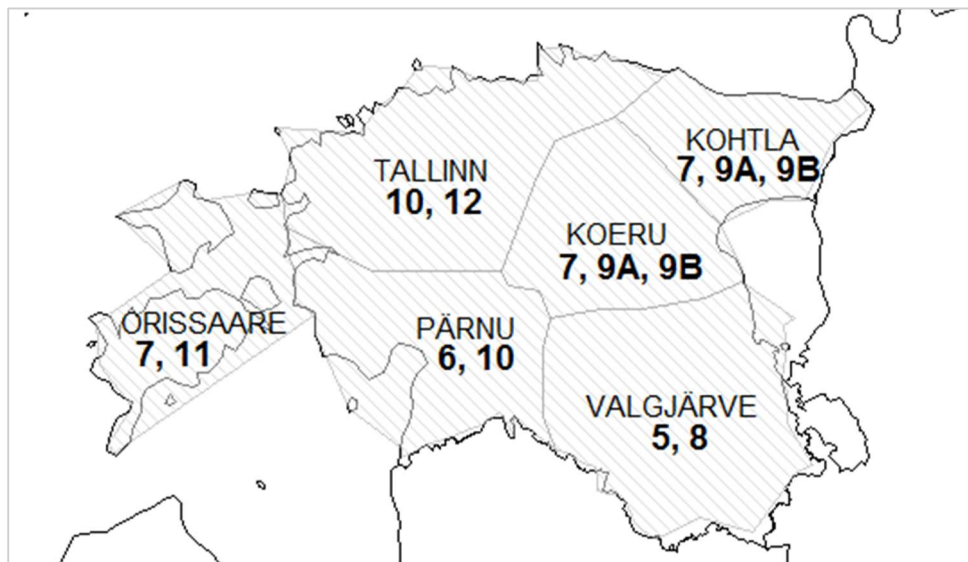 KOHTLA
7, 9A, 9B
TALLINN
10, 12
KOERU
7, 9A, 9B
ÖRISSAARE
7, 11
PÄRNU
6, 10
VALGJÄRVE
5, 8